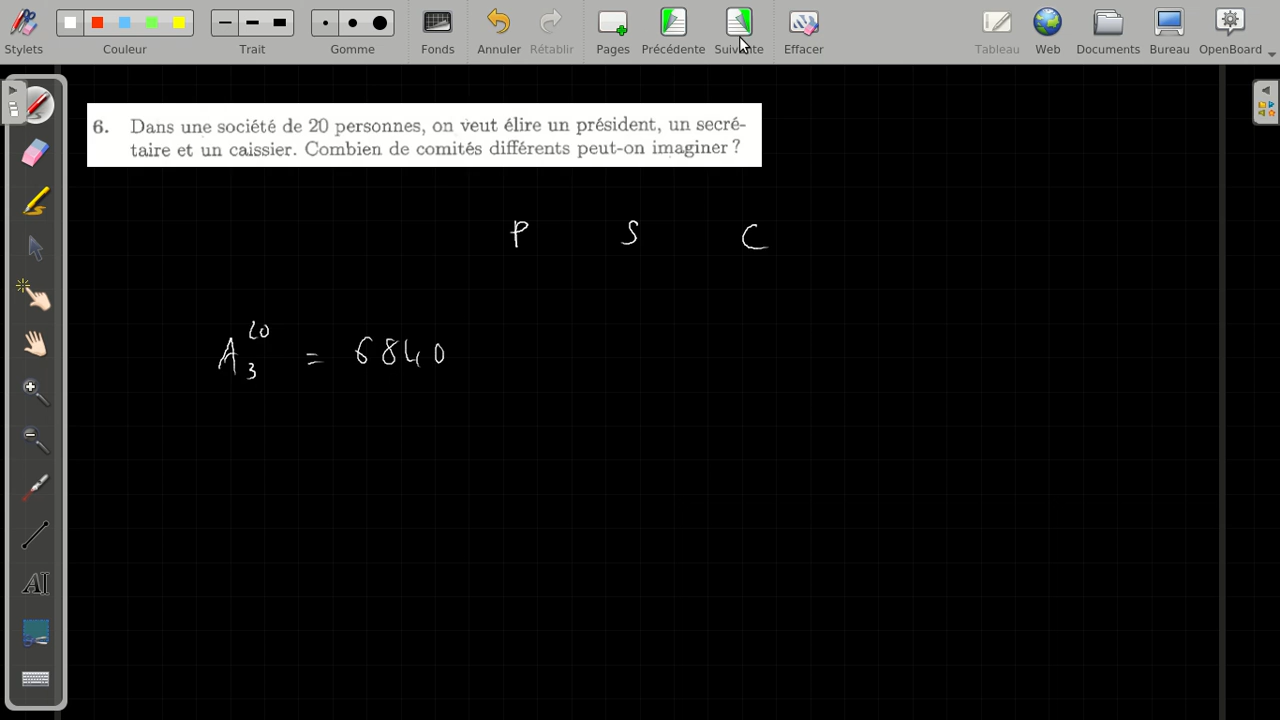 Stylets Couleur Trait Gomme Fonds Annuler Rétablir Pages Précédente Suivante Effacer Tableau Web Documents Bureau OpenBoard
6. Dans une société de 20 personnes, on veut élire un président, un secré-
taire et un caissier. Combien de comités différents peut-on imaginer ?
P S C
A 20 3 = 6840
AI